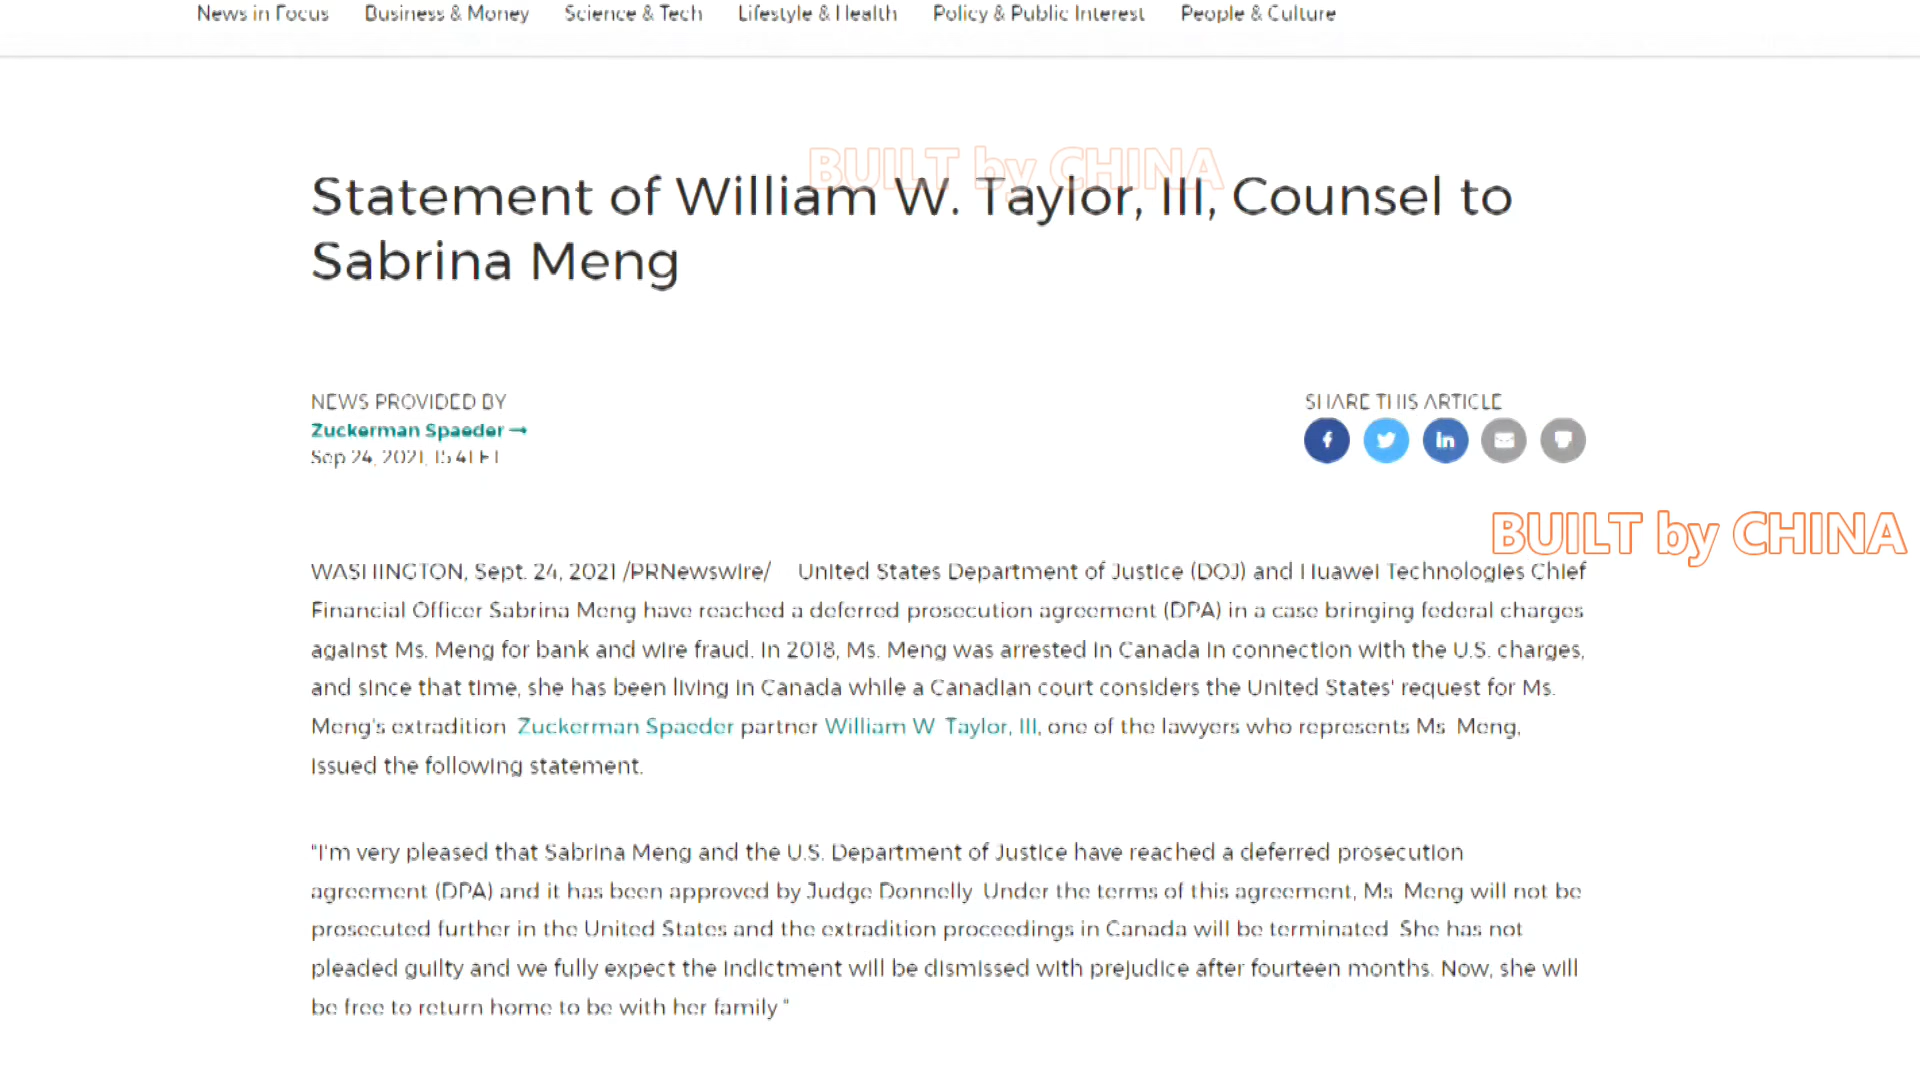 News in Focus Business & Money Science & Tech Lifestyle & Health Policy & Public Interest People & Culture
BUILT by CHINA
Statement of William W. Taylor, III, Counsel to
Sabrina Meng
NEWS PROVIDED BY
Zuckerman Spaeder →
Sep 24, 2021, 15:41 ET
SHARE THIS ARTICLE
BUILT by CHINA
WASHINGTON, Sept. 24, 2021 /PRNewswire/ United States Department of Justice (DOJ) and Huawei Technologies Chief
Financial Officer Sabrina Meng have reached a deferred prosecution agreement (DPA) in a case bringing federal charges
against Ms. Meng for bank and wire fraud. In 2018, Ms. Meng was arrested in Canada in connection with the U.S. charges,
and since that time, she has been living in Canada while a Canadian court considers the United States' request for Ms.
Meng's extradition. Zuckerman Spaeder partner William W. Taylor, III, one of the lawyers who represents Ms. Meng,
issued the following statement.
"I'm very pleased that Sabrina Meng and the U.S. Department of Justice have reached a deferred prosecution
agreement (DPA) and it has been approved by Judge Donnelly. Under the terms of this agreement, Ms. Meng will not be
prosecuted further in the United States and the extradition proceedings in Canada will be terminated. She has not
pleaded guilty and we fully expect the indictment will be dismissed with prejudice after fourteen months. Now, she will
be free to return home to be with her family."